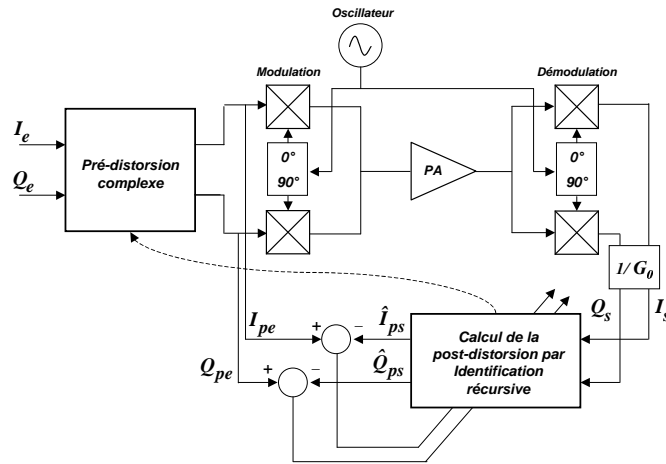 Oscillateur
Modulation
Démodulation
I_e
Q_e
Pré-distorsion
complexe
0°
90°
PA
0°
90°
1/ G_0
I_pe
Q_pe
+
−
Î_ps
+
−
Q̂_ps
Q_s
I_s
Calcul de la
post-distorsion par
Identification
récursive